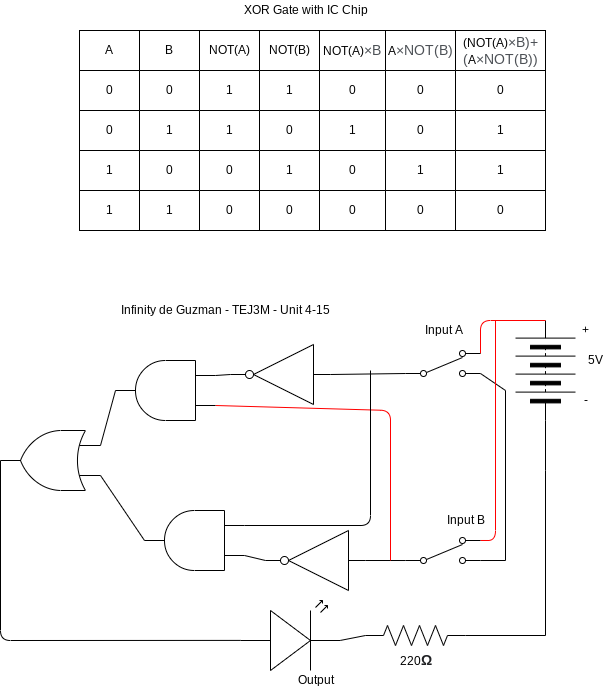 XOR Gate with IC Chip
A B NOT(A) NOT(B) NOT(A)×B A×NOT(B) (NOT(A)×B)+
(A×NOT(B))
0 0 1 1 0 0 0
0 1 1 0 1 0 1
1 0 0 1 0 1 1
1 1 0 0 0 0 0
Infinity de Guzman - TEJ3M - Unit 4-15
Input A
+
5V
-
Input B
220Ω
Output